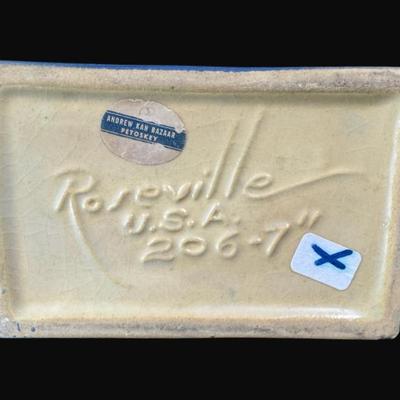 ANDREW KAN BAZAAR
PETOSKEY
Roseville
U.S.A.
206-7"
X